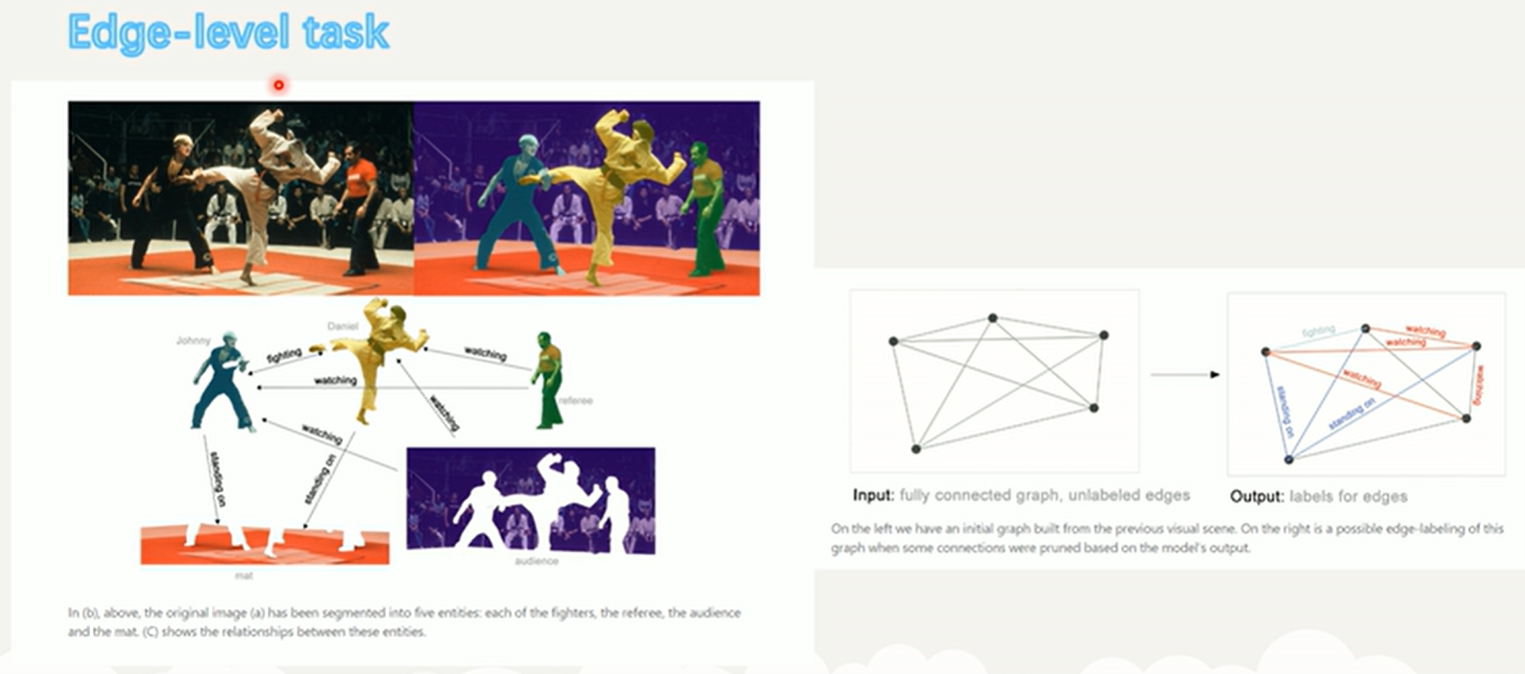 Edge-level task
Johnny
Daniel
fighting
watching
watching
referee
watching
watching
standing on
standing on
mat
audience
In (b), above, the original image (a) has been segmented into five entities: each of the fighters, the referee, the audience
and the mat. (C) shows the relationships between these entities.
fighting
watching
watching
watching
watching
standing on
standing on
Input: fully connected graph, unlabeled edges
Output: labels for edges
On the left we have an initial graph built from the previous visual scene. On the right is a possible edge-labeling of this
graph when some connections were pruned based on the model's output.